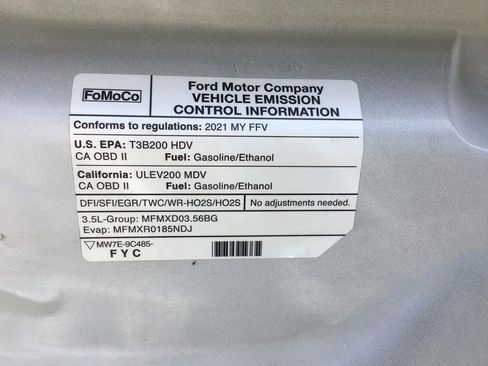 FoMoCo
Ford Motor Company
VEHICLE EMISSION
CONTROL INFORMATION
Conforms to regulations: 2021 MY FFV
U.S. EPA: T3B200 HDV
CA OBD II Fuel: Gasoline/Ethanol
California: ULEV200 MDV
CA OBD II Fuel: Gasoline/Ethanol
DFI/SFI/EGR/TWC/WR-HO2S/HO2S No adjustments needed.
3.5L-Group: MFMXD03.56BG
Evap: MFMXR0185NDJ
MW7E-9C485-
FYC